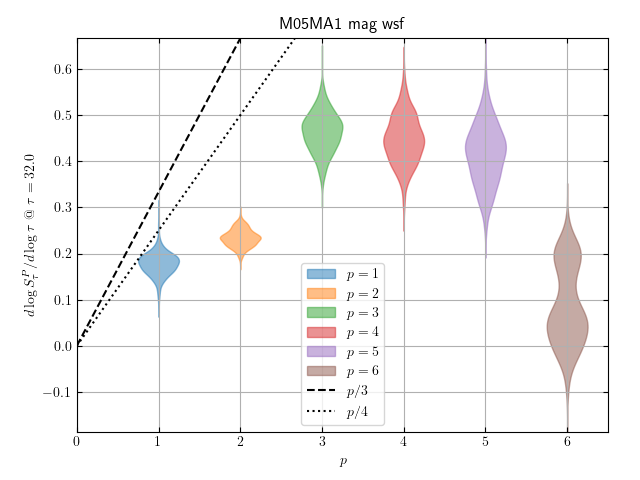 M05MA1 mag wsf
d log S_τ^P / d log τ @ τ = 32.0
0.6
0.5
0.4
0.3
0.2
0.1
0.0
−0.1
p = 1
p = 2
p = 3
p = 4
p = 5
p = 6
p/3
p/4
0 1 2 3 4 5 6
p